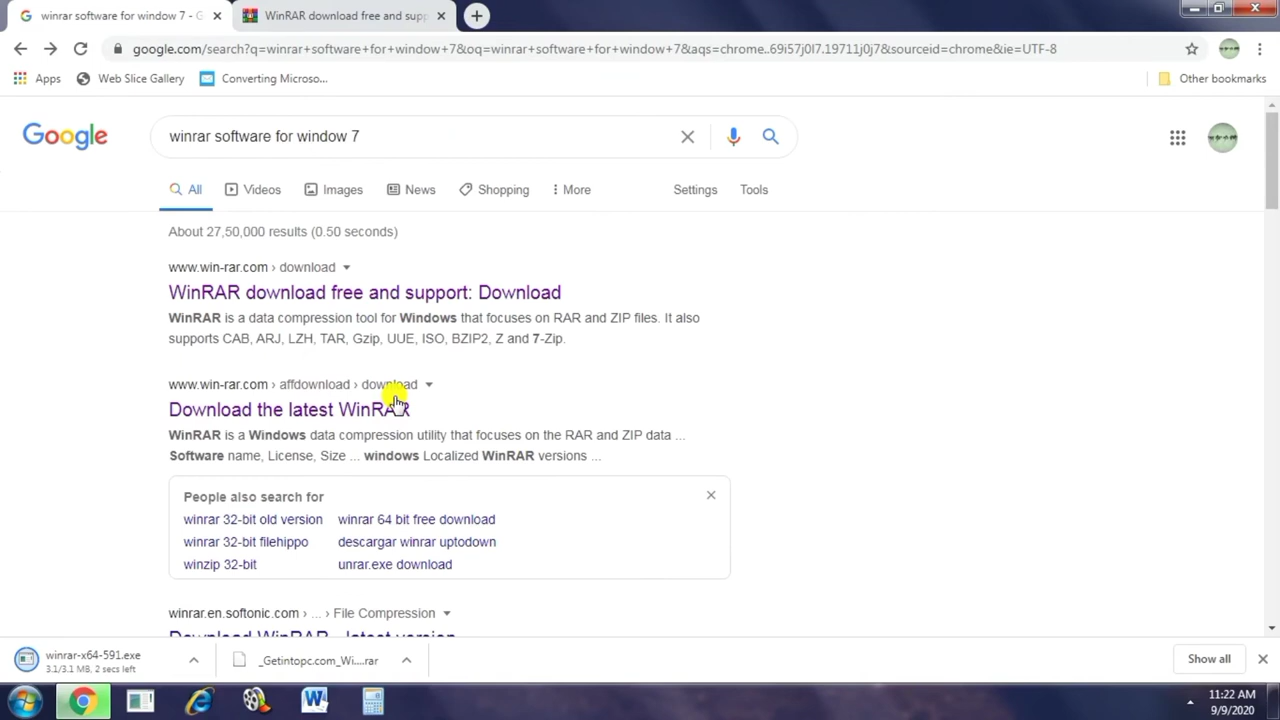 winrar software for window 7 - G
WinRAR download free and supp
google.com/search?q=winrar+software+for+window+7&oq=winrar+software+for+window+7&aqs=chrome..69i57j0l7.19711j0j7&sourceid=chrome&ie=UTF-8
Apps
Web Slice Gallery
Converting Microso...
Other bookmarks
Google
winrar software for window 7
All
Videos
Images
News
Shopping
More
Settings
Tools
About 27,50,000 results (0.50 seconds)
www.win-rar.com › download
WinRAR download free and support: Download
WinRAR is a data compression tool for Windows that focuses on RAR and ZIP files. It also
supports CAB, ARJ, LZH, TAR, Gzip, UUE, ISO, BZIP2, Z and 7-Zip.
www.win-rar.com › affdownload › download
Download the latest WinRAR
WinRAR is a Windows data compression utility that focuses on the RAR and ZIP data ...
Software name, License, Size ... windows Localized WinRAR versions ...
People also search for
winrar 32-bit old version
winrar 64 bit free download
winrar 32-bit filehippo
descargar winrar uptodown
winzip 32-bit
unrar.exe download
winrar.en.softonic.com › ... › File Compression
Download WinRAR - latest version
winrar-x64-591.exe
3.1/3.1 MB, 2 secs left
_Getintopc.com_Wi....rar
Show all
11:22 AM
9/9/2020